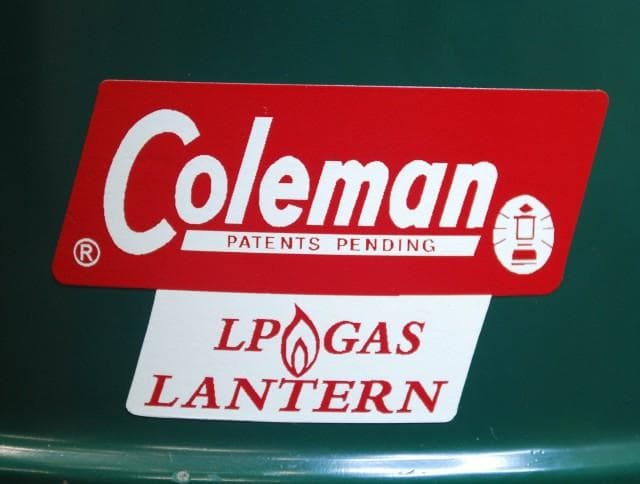 Coleman
PATENTS PENDING
®
LP GAS
LANTERN